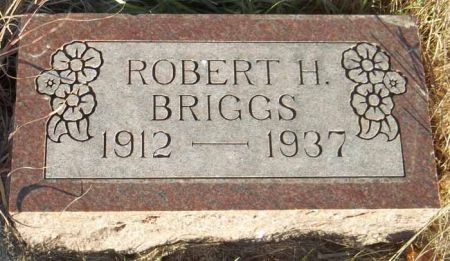 ROBERT H.
BRIGGS
1912 — 1937